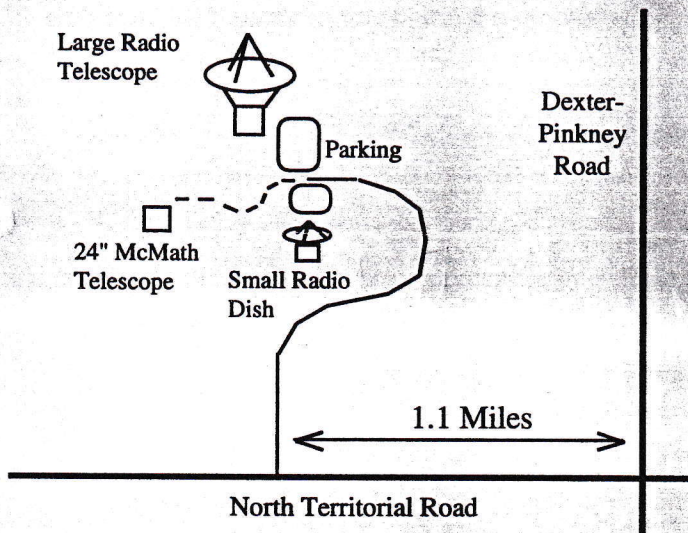 Large Radio
Telescope
Dexter-
Pinkney
Road
Parking
24" McMath
Telescope
Small Radio
Dish
1.1 Miles
North Territorial Road